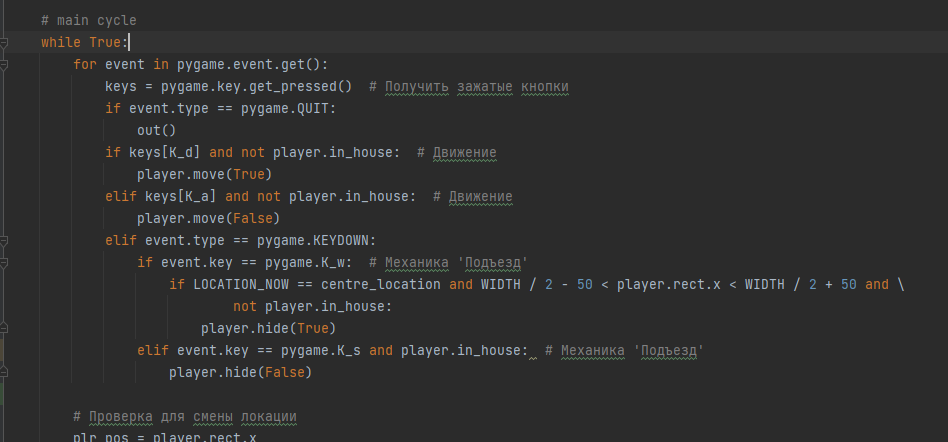 # main cycle
while True:
    for event in pygame.event.get():
        keys = pygame.key.get_pressed()  # Получить зажатые кнопки
        if event.type == pygame.QUIT:
            out()
        if keys[K_d] and not player.in_house:  # Движение
            player.move(True)
        elif keys[K_a] and not player.in_house:  # Движение
            player.move(False)
        elif event.type == pygame.KEYDOWN:
            if event.key == pygame.K_w:  # Механика 'Подъезд'
                if LOCATION_NOW == centre_location and WIDTH / 2 - 50 < player.rect.x < WIDTH / 2 + 50 and \
                        not player.in_house:
                    player.hide(True)
            elif event.key == pygame.K_s and player.in_house:  # Механика 'Подъезд'
                player.hide(False)
    # Проверка для смены локации
    plr_pos = player.rect.x